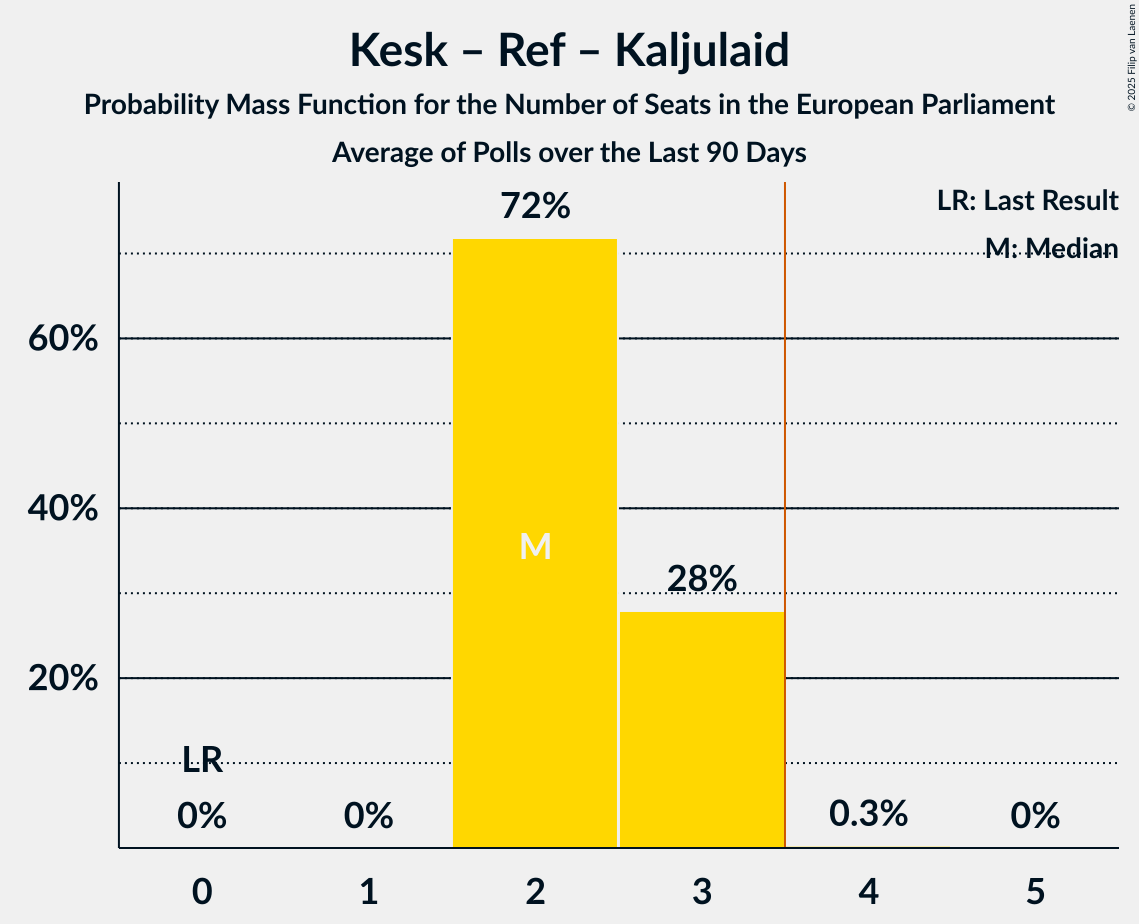 Kesk – Ref – Kaljulaid
Probability Mass Function for the Number of Seats in the European Parliament
Average of Polls over the Last 90 Days
© 2025 Filip van Laenen
LR: Last Result
M: Median
72%
60%
40%
M
28%
20%
LR
0%
0%
0.3%
0%
0
1
2
3
4
5